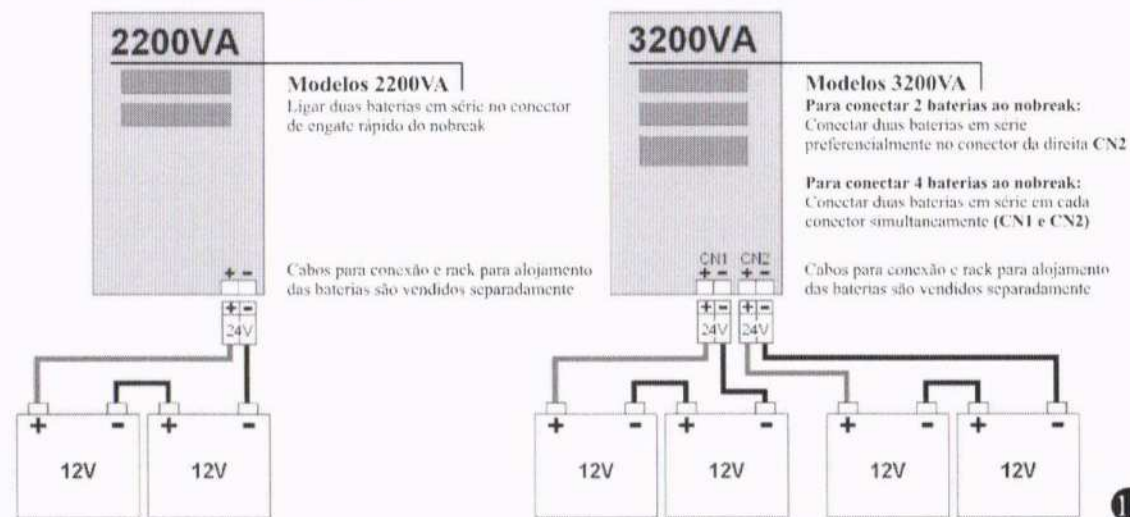 2200VA
Modelos 2200VA
Ligar duas baterias em série no conector
de engate rápido do nobreak
+ -
Cabos para conexão e rack para alojamento
das baterias são vendidos separadamente
+ -
24V
+ - + -
12V 12V
3200VA
Modelos 3200VA
Para conectar 2 baterias ao nobreak:
Conectar duas baterias em serie
preferencialmente no conector da direita CN2
Para conectar 4 baterias ao nobreak:
Conectar duas baterias em série em cada
conector simultaneamente (CN1 e CN2)
CN1 CN2
+ - + -
Cabos para conexão e rack para alojamento
das baterias são vendidos separadamente
+ - + -
24V 24V
+ - + - + - + -
12V 12V 12V 12V